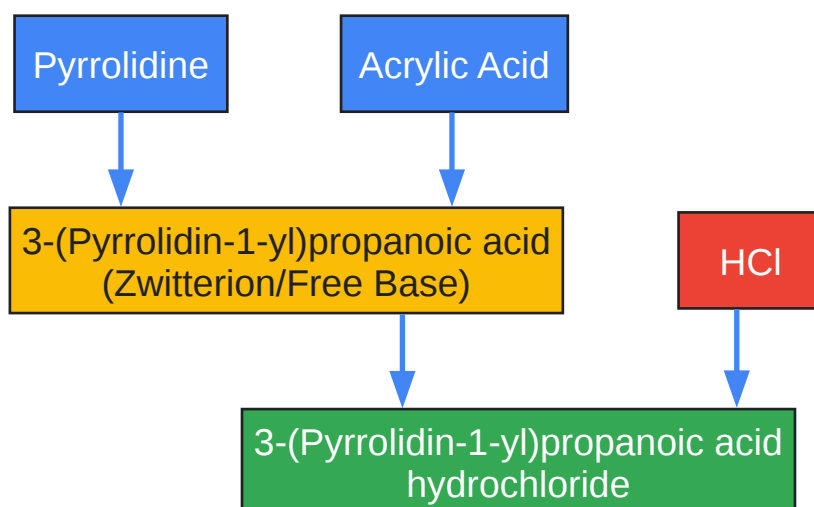 Pyrrolidine
Acrylic Acid
3-(Pyrrolidin-1-yl)propanoic acid
(Zwitterion/Free Base)
HCl
3-(Pyrrolidin-1-yl)propanoic acid
hydrochloride